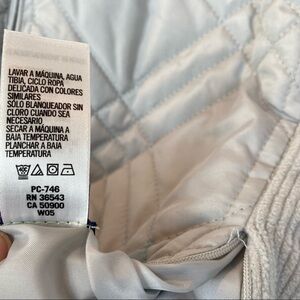 LAVAR A MÁQUINA, AGUA
TIBIA, CICLO ROPA
DELICADA CON COLORES
SIMILARES
SÓLO BLANQUEADOR SIN
CLORO CUANDO SEA
NECESARIO
SECAR A MÁQUINA A
BAJA TEMPERATURA
PLANCHAR A BAJA
TEMPERATURA
PC-746
RN 36543
CA 50900
W05